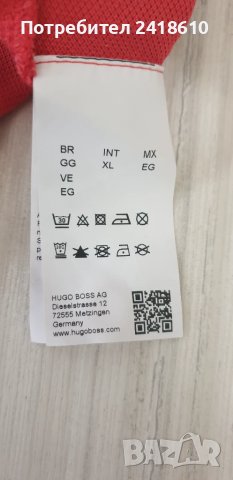 Потребител 2418610
BR INT MX
GG XL EG
VE
EG
30
HUGO BOSS AG
Dieselstrasse 12
72555 Metzingen
Germany
www.hugoboss.com
bazar